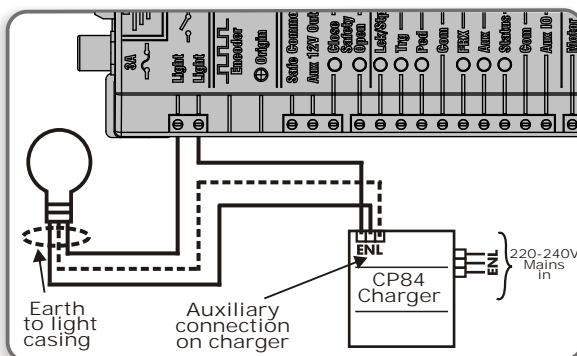 3A
Light
Light
Encoder
Origin
Safe Common
Aux 12V Out
Close
Safety
Open
Lck/Stp
Trg
Ped
Com
FRX
Aux
Status
Com
Aux IO
Motor
ENL
CP84
Charger
ENL
220-240V
Mains
in
Earth
to light
casing
Auxiliary
connection
on charger